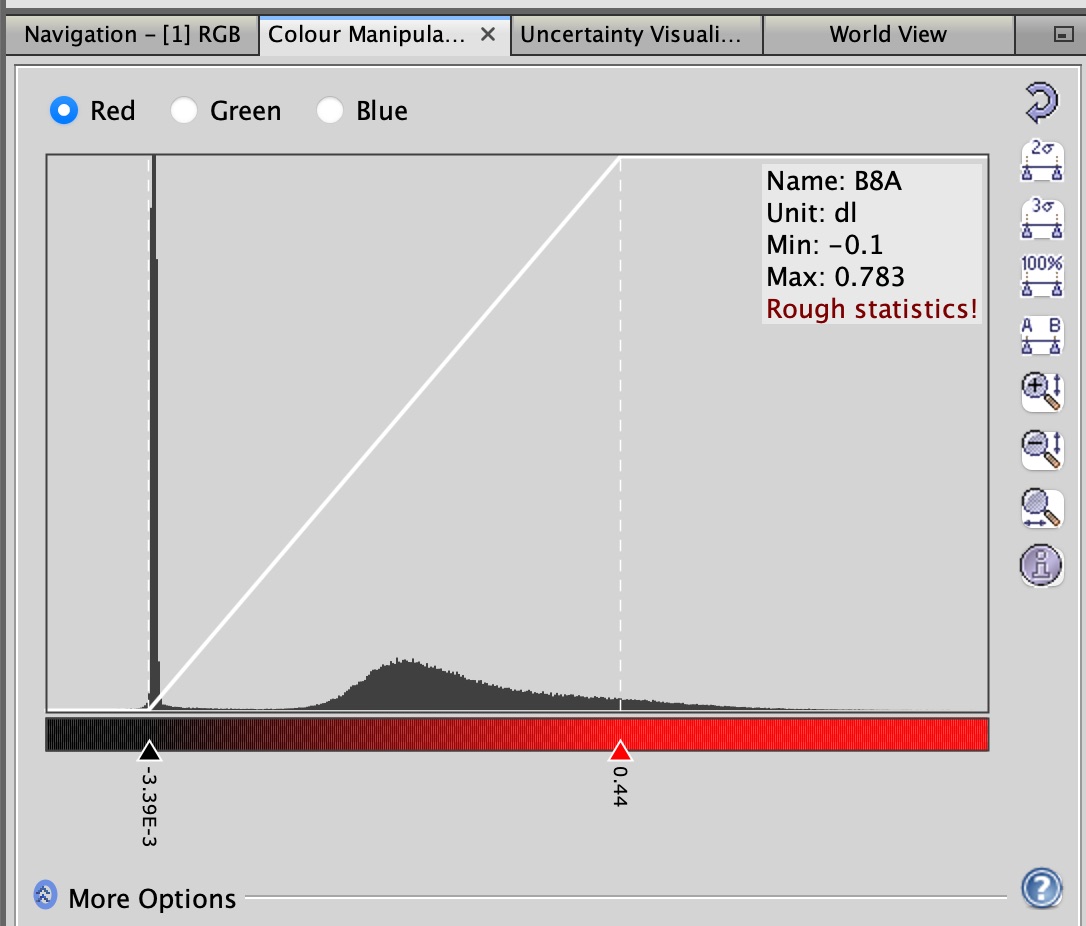 Navigation – [1] RGB
Colour Manipula... ✕
Uncertainty Visuali...
World View
Red
Green
Blue
Name: B8A
Unit: dl
Min: −0.1
Max: 0.783
Rough statistics!
2σ
3σ
100%
A B
-3.39E-3
0.44
More Options
?